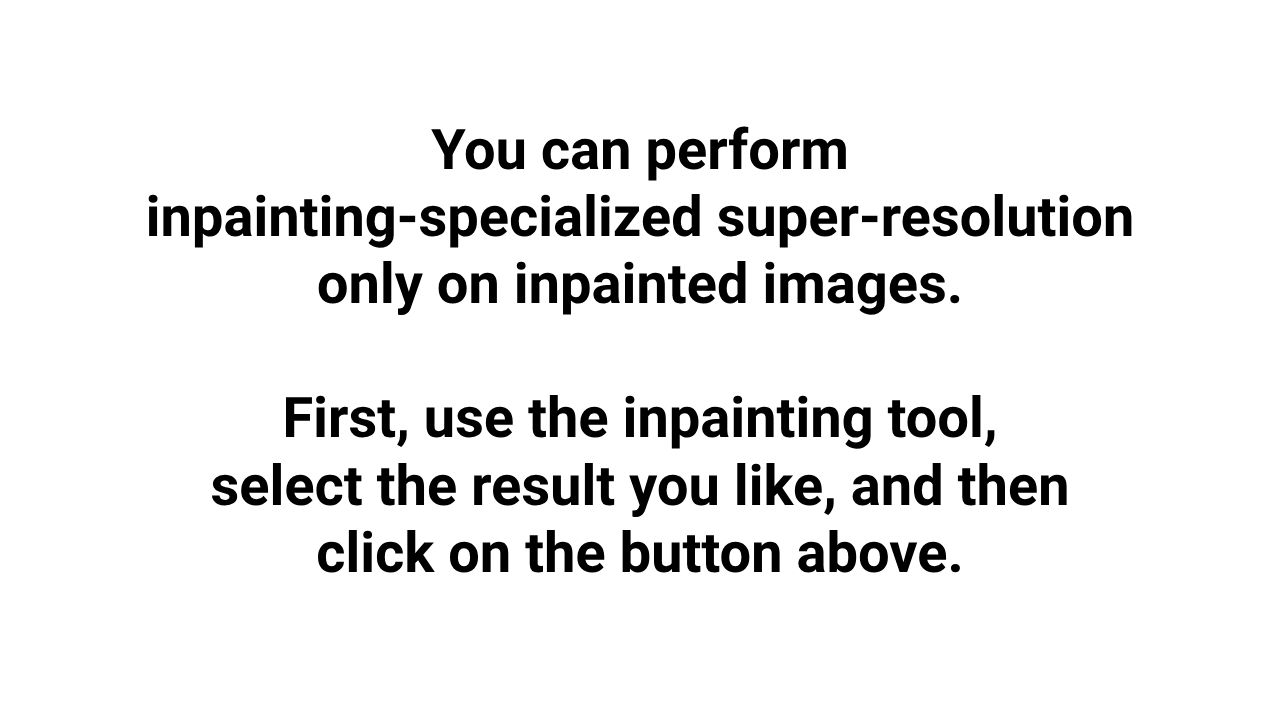 You can perform
inpainting-specialized super-resolution
only on inpainted images.
First, use the inpainting tool,
select the result you like, and then
click on the button above.